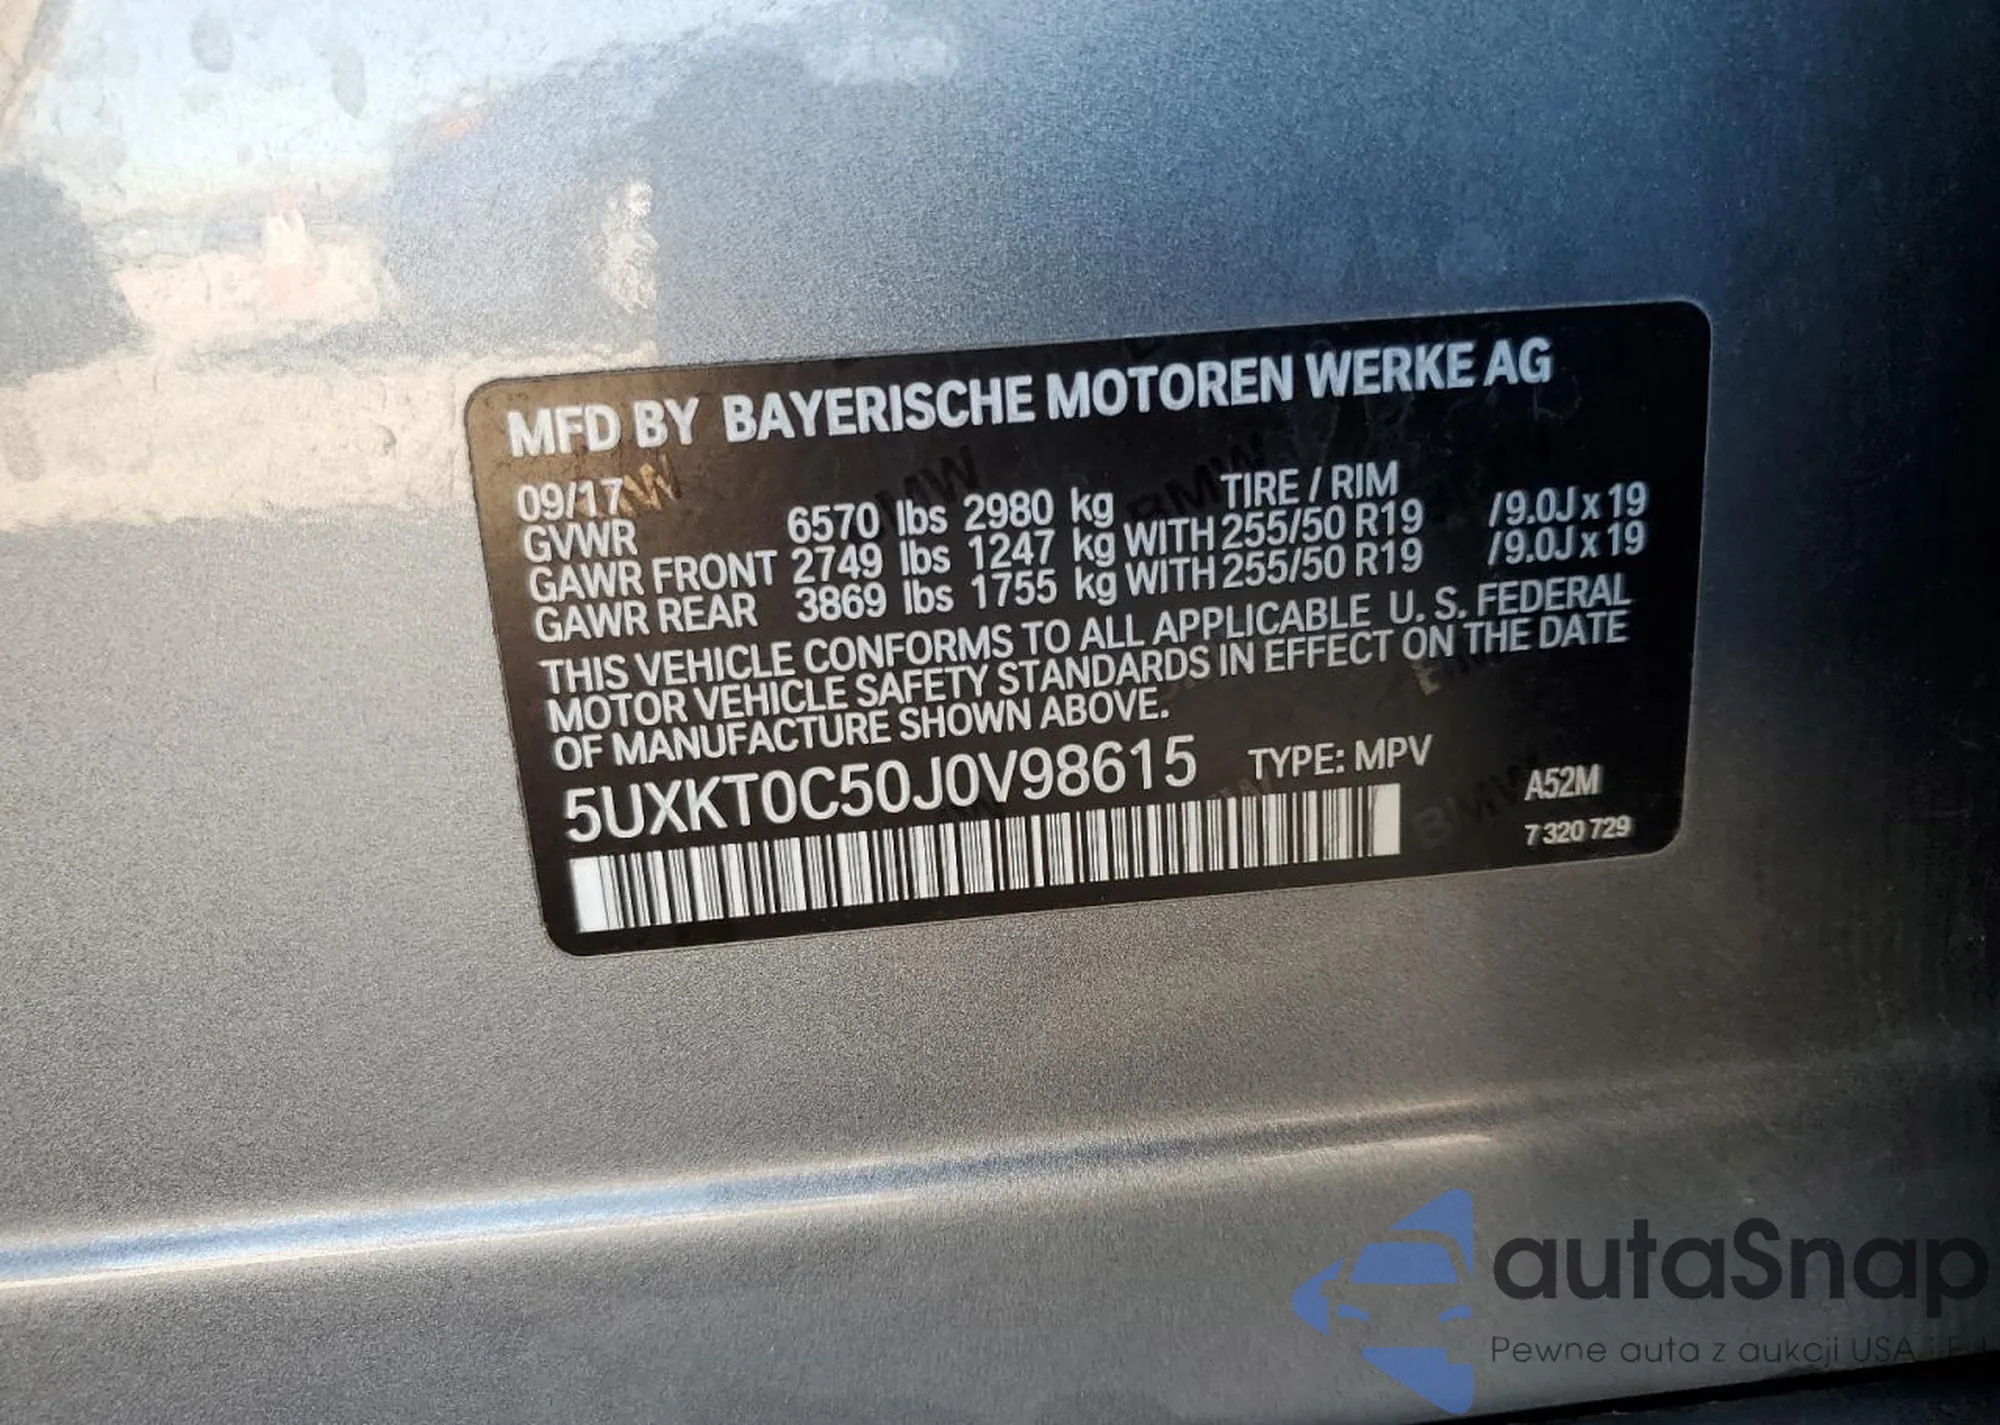 MFD BY BAYERISCHE MOTOREN WERKE AG
09/17 TIRE / RIM
GVWR 6570 lbs 2980 kg
GAWR FRONT 2749 lbs 1247 kg WITH 255/50 R19 /9.0J x 19
GAWR REAR 3869 lbs 1755 kg WITH 255/50 R19 /9.0J x 19
THIS VEHICLE CONFORMS TO ALL APPLICABLE U. S. FEDERAL
MOTOR VEHICLE SAFETY STANDARDS IN EFFECT ON THE DATE
OF MANUFACTURE SHOWN ABOVE.
5UXKT0C50J0V98615 TYPE: MPV
A52M
7 320 729
autaSnap
Pewne auta z aukcji USA i EU